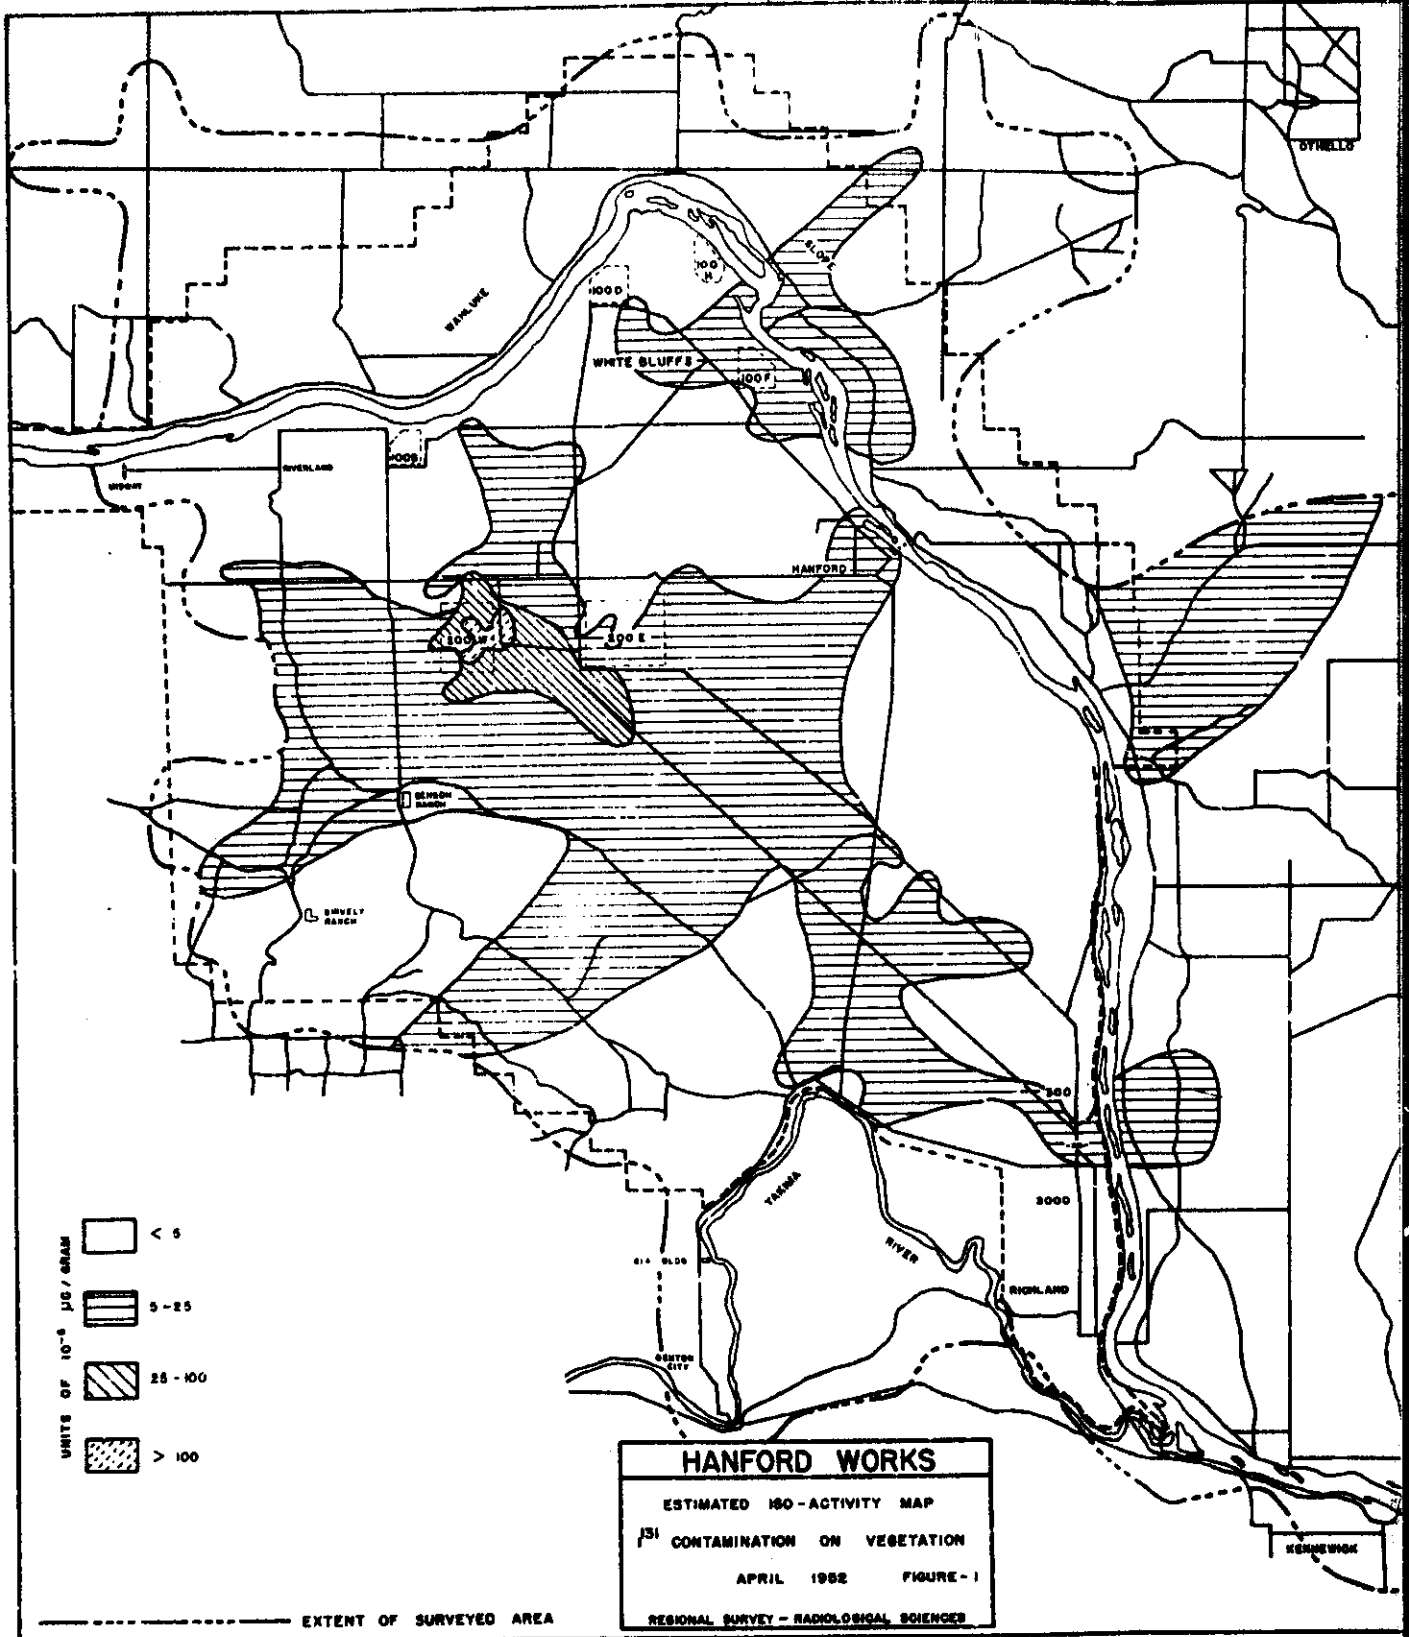 OTHELLO
SLOPE
100 H
100 D
WAHLUKE
WHITE BLUFFS
100 F
100B
RIVERLAND
HANFORD
200 W
200 E
BENSON
RANCH
SNIVELY
RANCH
300
YAKIMA
RIVER
3000
RICHLAND
BENTON
CITY
KENNEWICK
UNITS OF 10⁻⁶ µC / GRAM
< 5
5-25
25-100
> 100
HANFORD WORKS
ESTIMATED ISO-ACTIVITY MAP
I131 CONTAMINATION ON VEGETATION
APRIL 1952 FIGURE-1
REGIONAL SURVEY - RADIOLOGICAL SCIENCES
EXTENT OF SURVEYED AREA